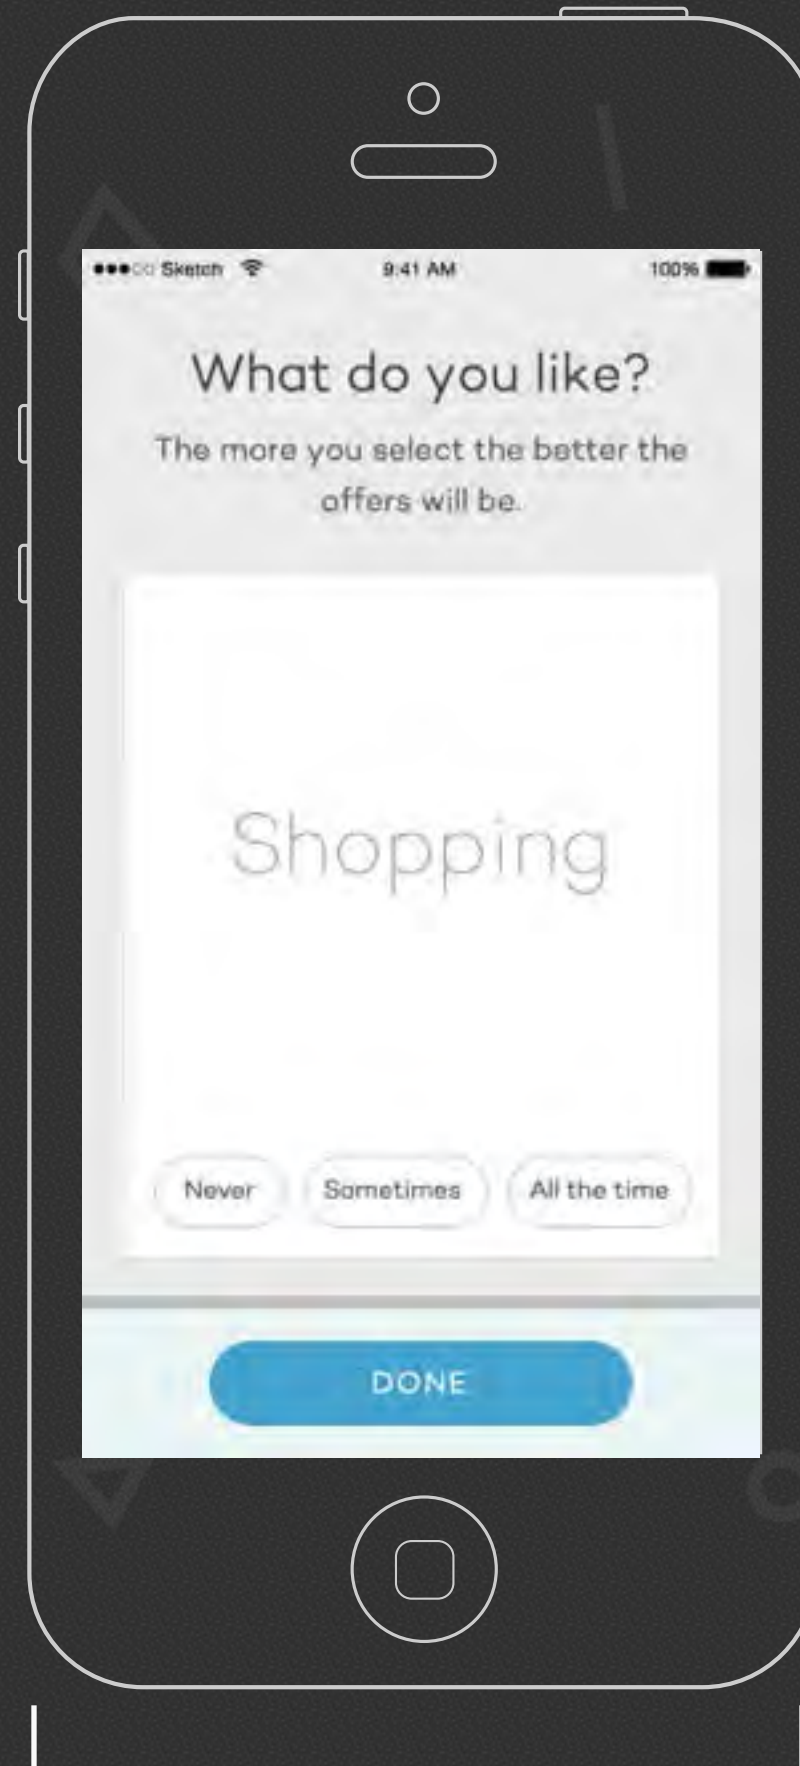 Sketch 9:41 AM 100%
What do you like?
The more you select the better the
offers will be.
Shopping
Never Sometimes All the time
DONE